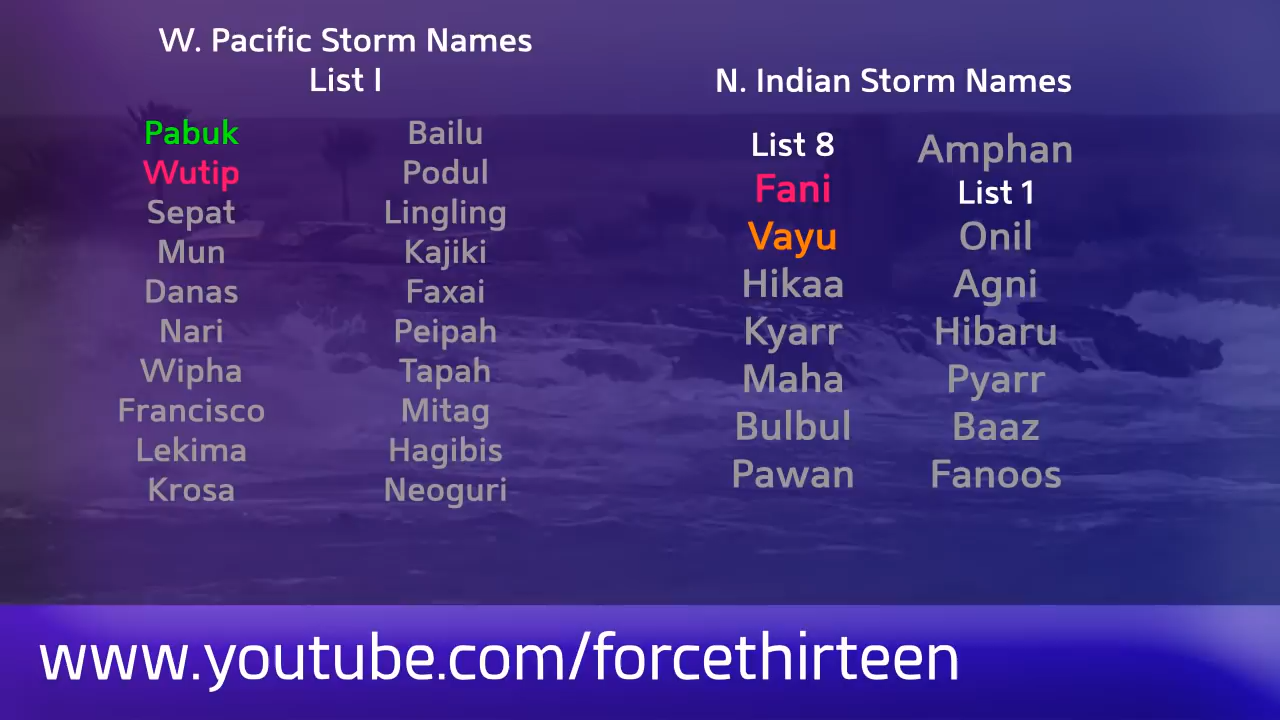 W. Pacific Storm Names
List I
Pabuk
Wutip
Sepat
Mun
Danas
Nari
Wipha
Francisco
Lekima
Krosa
Bailu
Podul
Lingling
Kajiki
Faxai
Peipah
Tapah
Mitag
Hagibis
Neoguri
N. Indian Storm Names
List 8
Fani
Vayu
Hikaa
Kyarr
Maha
Bulbul
Pawan
Amphan
List 1
Onil
Agni
Hibaru
Pyarr
Baaz
Fanoos
www.youtube.com/forcethirteen